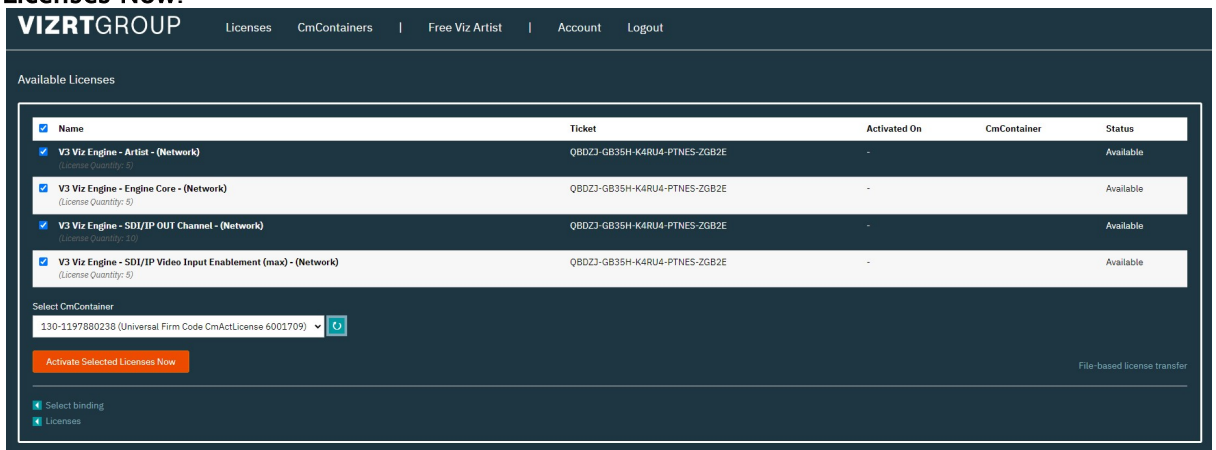 Licenses Now.
VIZRTGROUP Licenses CmContainers | Free Viz Artist | Account Logout
Available Licenses
Name Ticket Activated On CmContainer Status
V3 Viz Engine - Artist - (Network) QBDZJ-GB35H-K4RU4-PTNES-ZGB2E - Available
(License Quantity: 5)
V3 Viz Engine - Engine Core - (Network) QBDZJ-GB35H-K4RU4-PTNES-ZGB2E - Available
(License Quantity: 5)
V3 Viz Engine - SDI/IP OUT Channel - (Network) QBDZJ-GB35H-K4RU4-PTNES-ZGB2E - Available
(License Quantity: 10)
V3 Viz Engine - SDI/IP Video Input Enablement (max) - (Network) QBDZJ-GB35H-K4RU4-PTNES-ZGB2E - Available
(License Quantity: 5)
Select CmContainer
130-1197880238 (Universal Firm Code CmActLicense 6001709)
Activate Selected Licenses Now
File-based license transfer
Select binding
Licenses